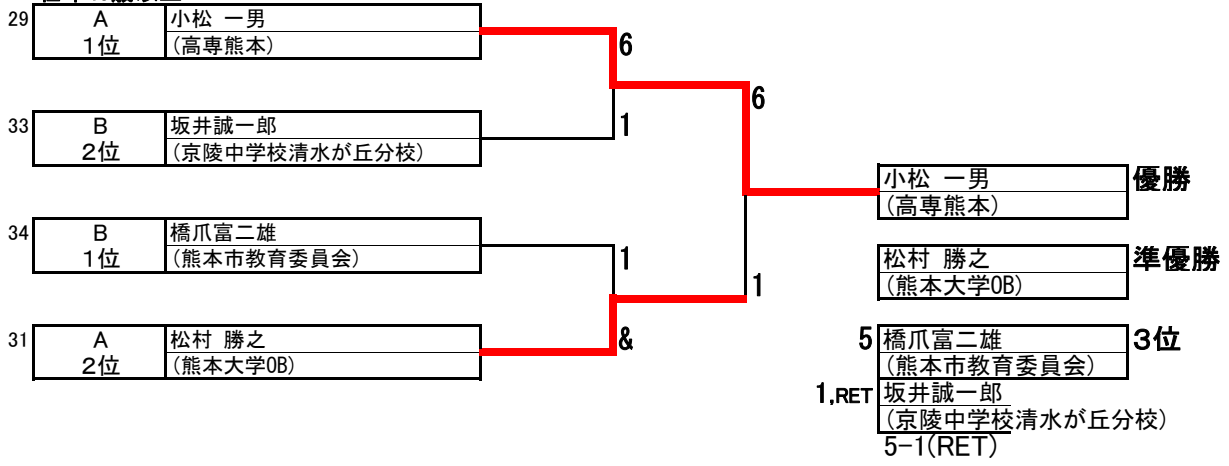 29 A 小松 一男
1位 (高専熊本)
6
33 B 坂井誠一郎
2位 (京陵中学校清水が丘分校)
1
6
小松 一男 優勝
(高専熊本)
34 B 橋爪富二雄
1位 (熊本市教育委員会)
1
1
松村 勝之 準優勝
(熊本大学OB)
31 A 松村 勝之
2位 (熊本大学OB)
&
5 橋爪富二雄 3位
(熊本市教育委員会)
1,RET 坂井誠一郎
(京陵中学校清水が丘分校)
5-1(RET)